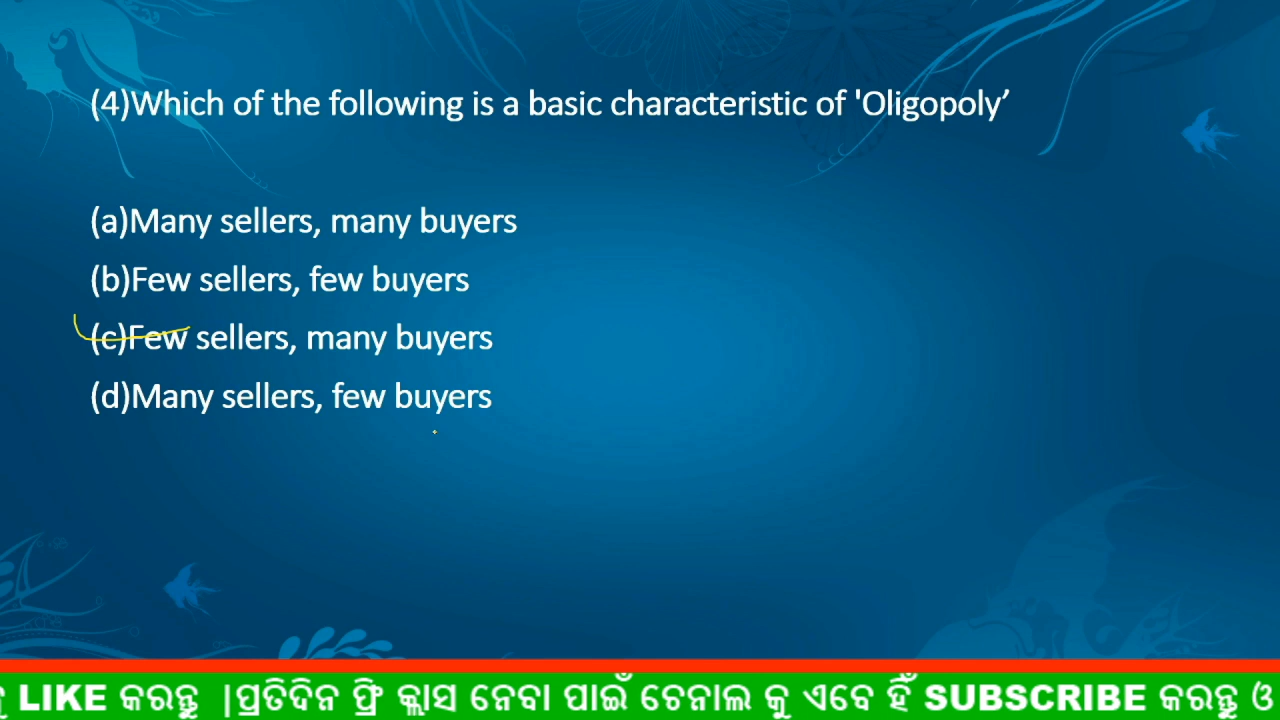 (4)Which of the following is a basic characteristic of 'Oligopoly’
(a)Many sellers, many buyers
(b)Few sellers, few buyers
(c)Few sellers, many buyers
(d)Many sellers, few buyers
LIKE କରନ୍ତୁ |ପ୍ରତିଦିନ ଫ୍ରି କ୍ଲାସ ନେବା ପାଇଁ ଚେନାଲ କୁ ଏବେ ହିଁ SUBSCRIBE କରନ୍ତୁ ଓ